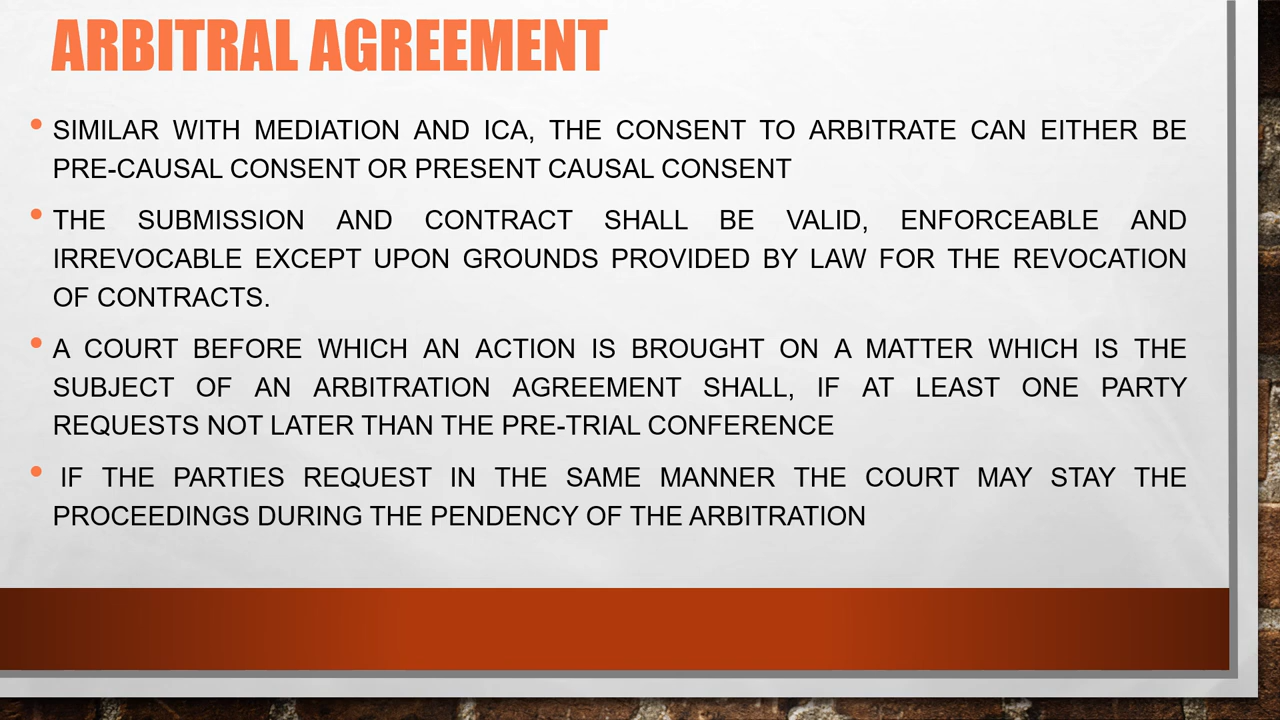 ARBITRAL AGREEMENT
• SIMILAR WITH MEDIATION AND ICA, THE CONSENT TO ARBITRATE CAN EITHER BE
PRE-CAUSAL CONSENT OR PRESENT CAUSAL CONSENT
• THE SUBMISSION AND CONTRACT SHALL BE VALID, ENFORCEABLE AND
IRREVOCABLE EXCEPT UPON GROUNDS PROVIDED BY LAW FOR THE REVOCATION
OF CONTRACTS.
• A COURT BEFORE WHICH AN ACTION IS BROUGHT ON A MATTER WHICH IS THE
SUBJECT OF AN ARBITRATION AGREEMENT SHALL, IF AT LEAST ONE PARTY
REQUESTS NOT LATER THAN THE PRE-TRIAL CONFERENCE
• IF THE PARTIES REQUEST IN THE SAME MANNER THE COURT MAY STAY THE
PROCEEDINGS DURING THE PENDENCY OF THE ARBITRATION